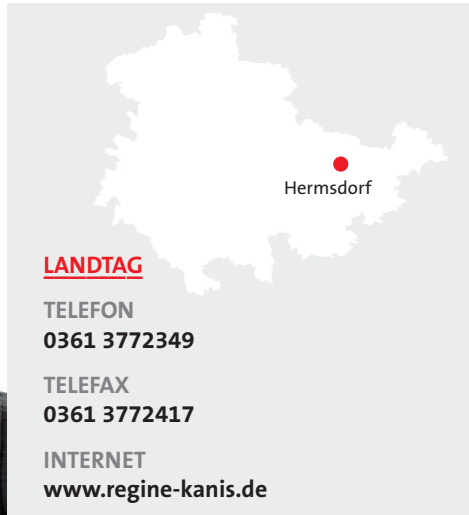 Hermsdorf
LANDTAG
TELEFON
0361 3772349
TELEFAX
0361 3772417
INTERNET
www.regine-kanis.de